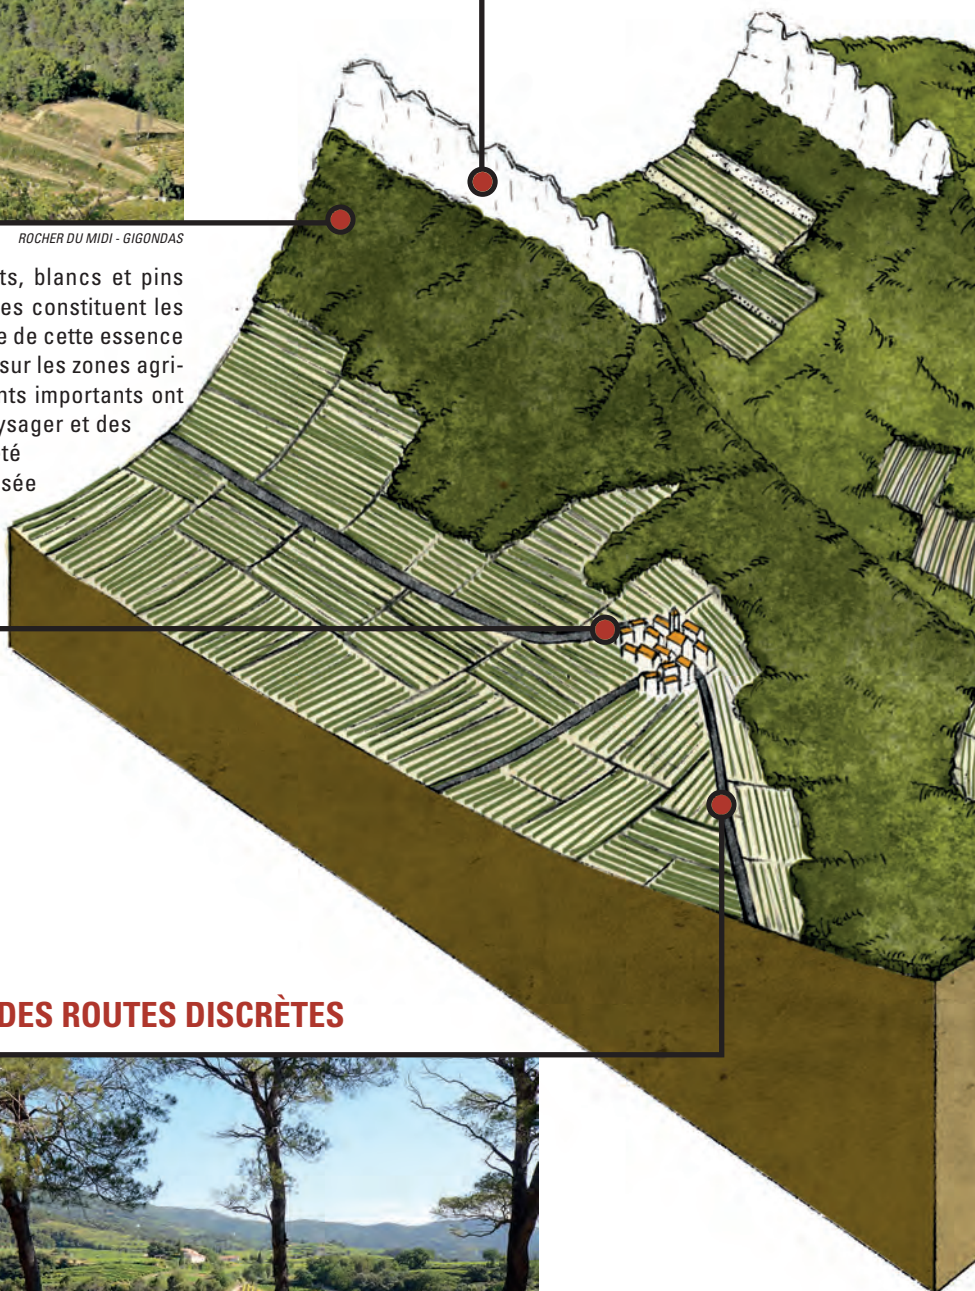 ROCHER DU MIDI - GIGONDAS
ts, blancs et pins
es constituent les
e de cette essence
sur les zones agri-
nts importants ont
ysager et des
té
sée
DES ROUTES DISCRÈTES